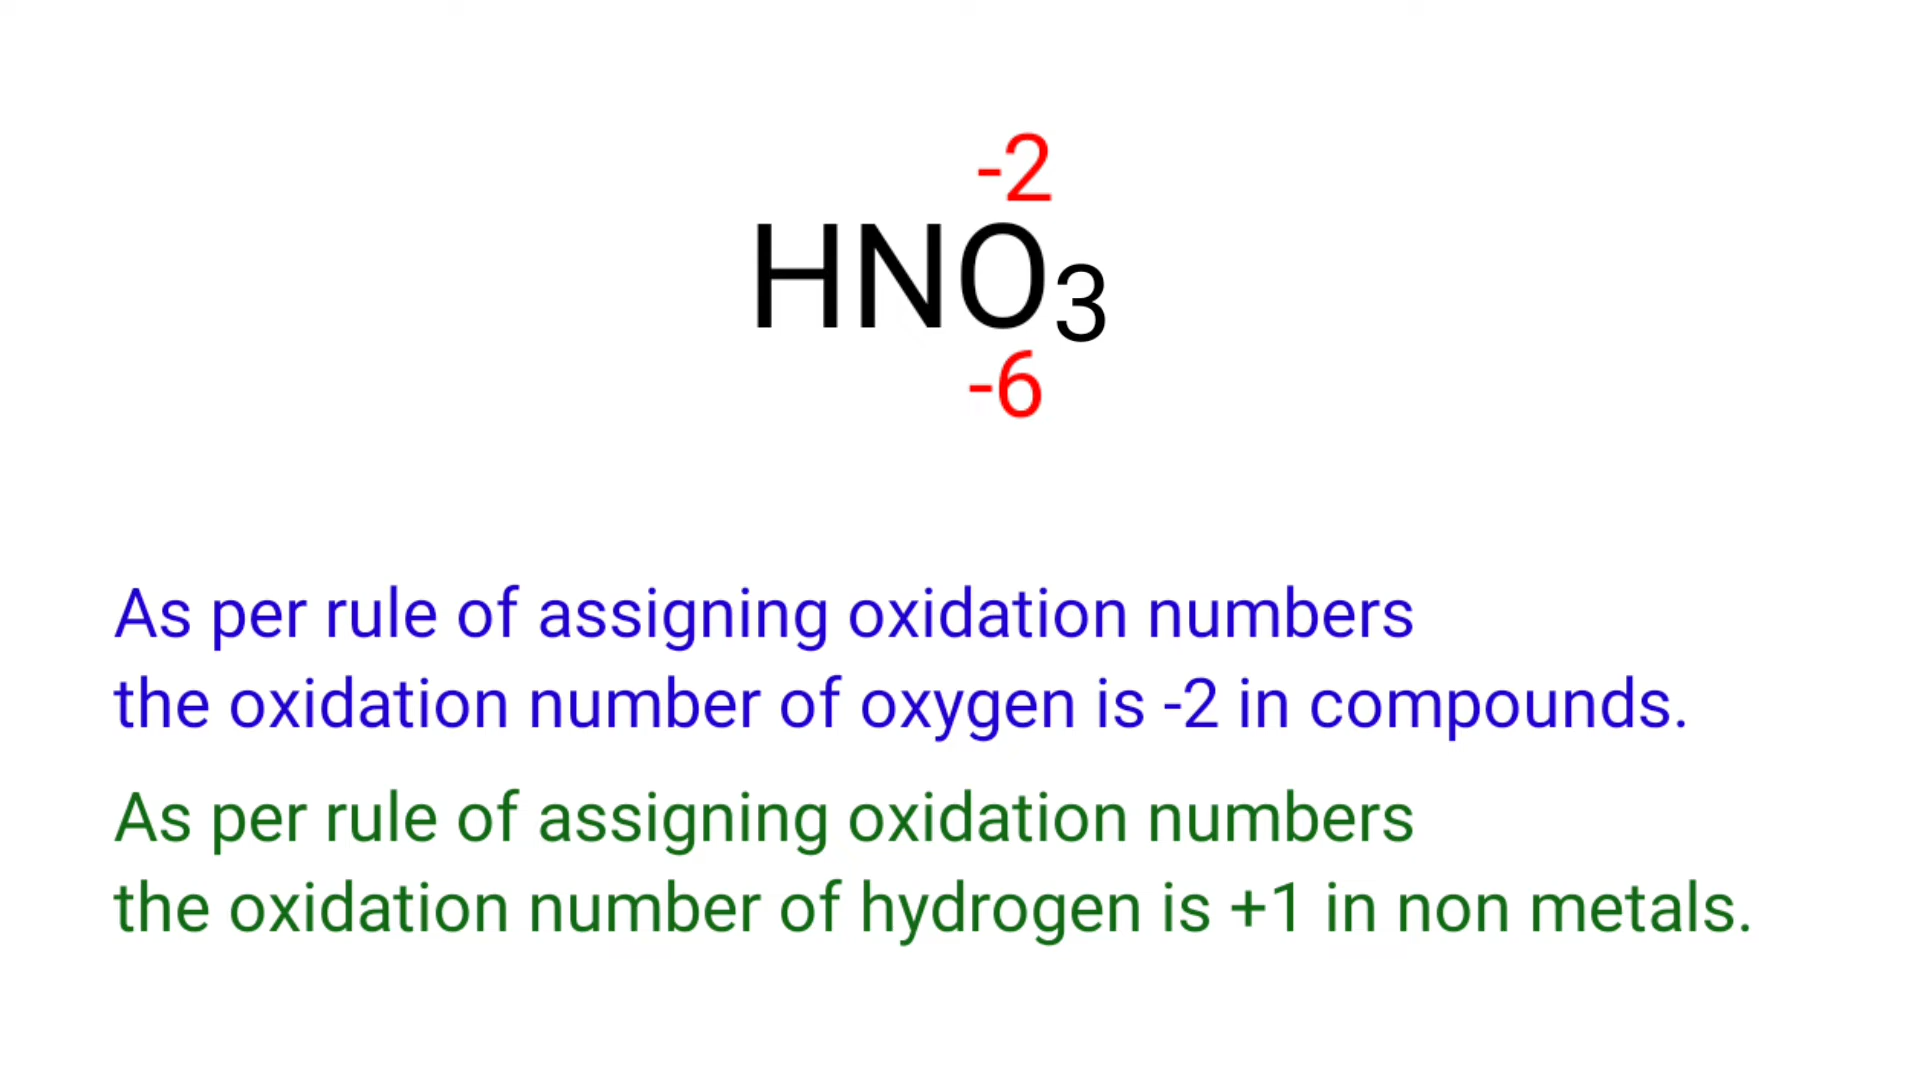 -2
HNO3
-6
As per rule of assigning oxidation numbers
the oxidation number of oxygen is -2 in compounds.
As per rule of assigning oxidation numbers
the oxidation number of hydrogen is +1 in non metals.